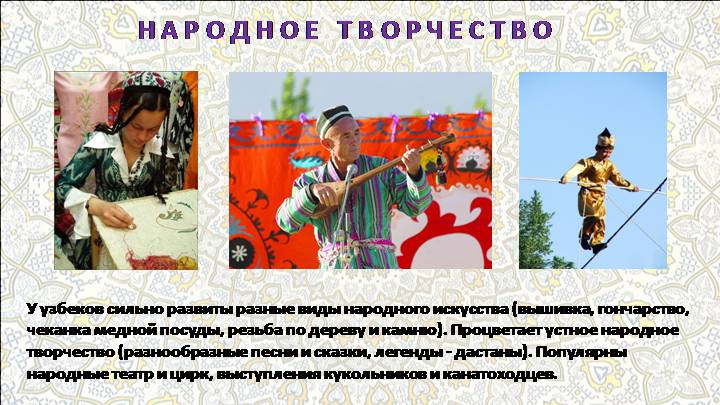 НАРОДНОЕ ТВОРЧЕСТВО
У узбеков сильно развиты разные виды народного искусства (вышивка, гончарство,
чеканка медной посуды, резьба по дереву и камню). Процветает устное народное
творчество (разнообразные песни и сказки, легенды - дастаны). Популярны
народные театр и цирк, выступления кукольников и канатоходцев.